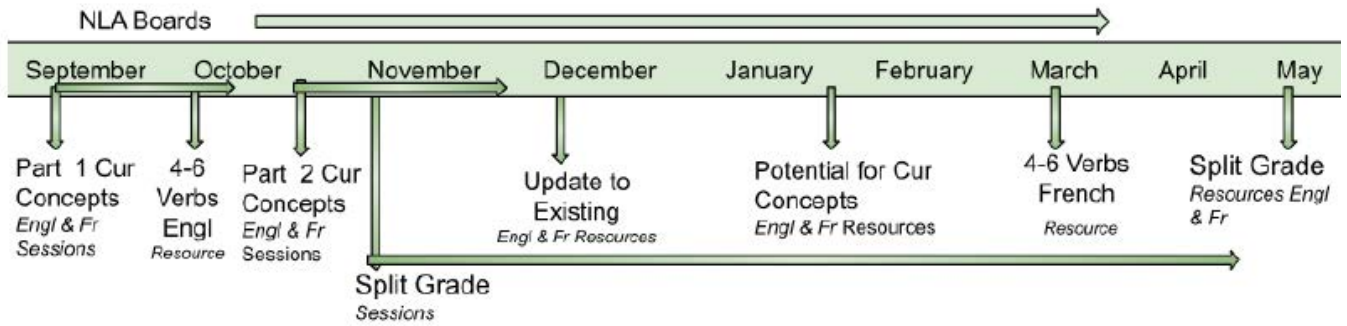 NLA Boards
September October November December January February March April May
Part 1 Cur
Concepts
Engl & Fr
Sessions
4-6
Verbs
Engl
Resource
Part 2 Cur
Concepts
Engl & Fr
Sessions
Split Grade
Sessions
Update to
Existing
Engl & Fr Resources
Potential for Cur
Concepts
Engl & Fr Resources
4-6 Verbs
French
Resource
Split Grade
Resources Engl
& Fr